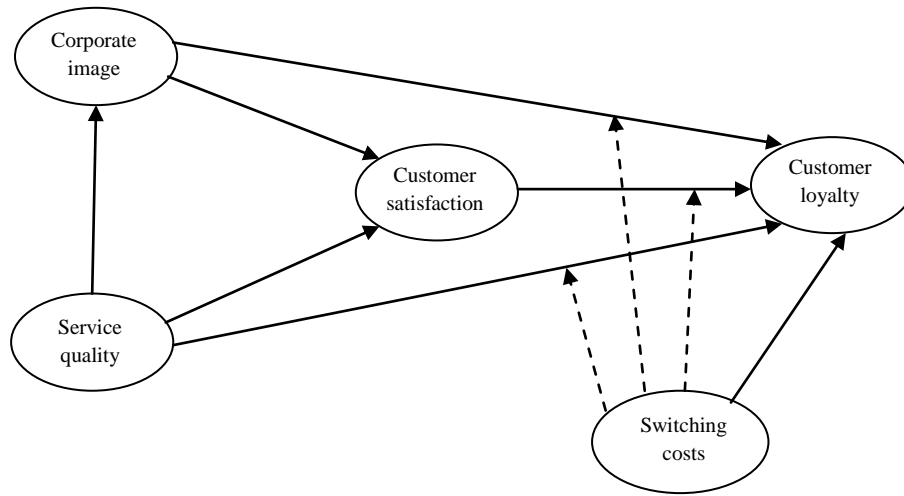 Corporate
image
Customer
satisfaction
Customer
loyalty
Service
quality
Switching
costs